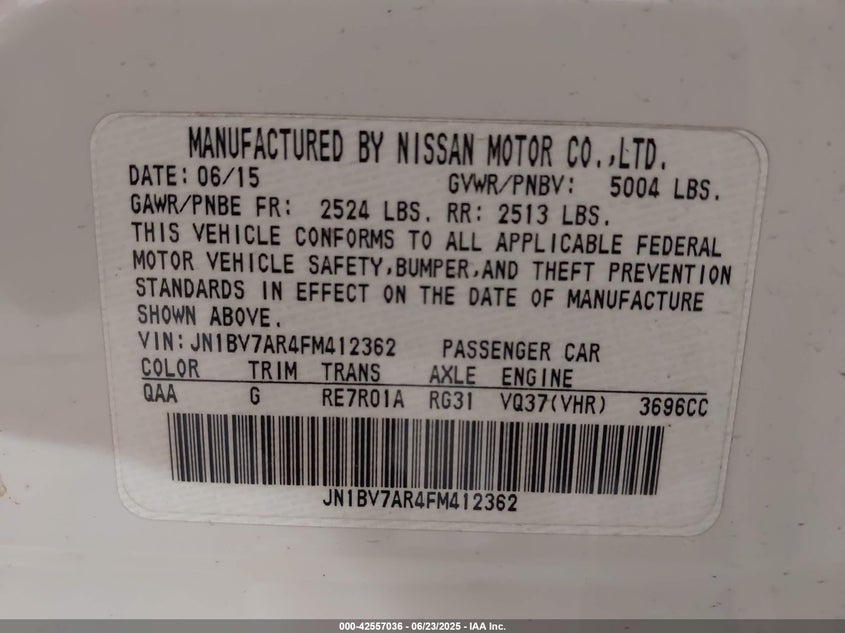 MANUFACTURED BY NISSAN MOTOR CO.,LTD.
DATE: 06/15 GVWR/PNBV: 5004 LBS.
GAWR/PNBE FR: 2524 LBS. RR: 2513 LBS.
THIS VEHICLE CONFORMS TO ALL APPLICABLE FEDERAL
MOTOR VEHICLE SAFETY,BUMPER,AND THEFT PREVENTION
STANDARDS IN EFFECT ON THE DATE OF MANUFACTURE
SHOWN ABOVE.
VIN:JN1BV7AR4FM412362 PASSENGER CAR
COLOR TRIM TRANS AXLE ENGINE
QAA G RE7R01A RG31 VQ37(VHR) 3696CC
JN1BV7AR4FM412362
000-42557036 - 06/23/2025 - IAA Inc.